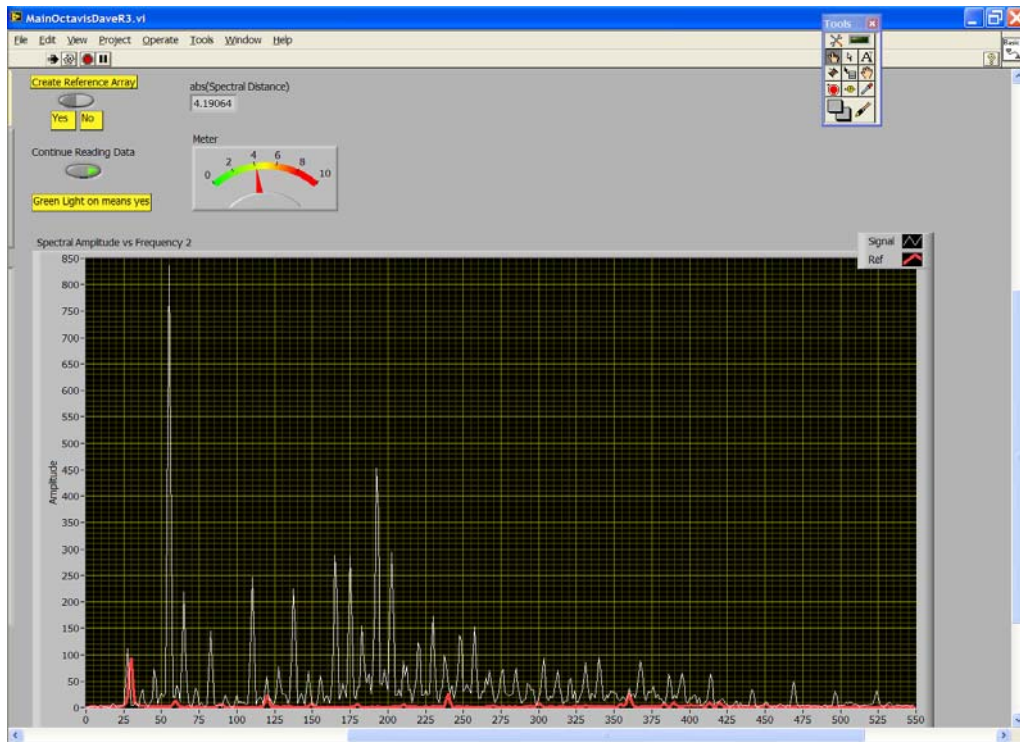 MainOctavisDaveR3.vi
File Edit View Project Operate Tools Window Help
Tools
Create Reference Array
Yes No
abs(Spectral Distance)
4.19064
Continue Reading Data
Green Light on means yes
Meter
0 2 4 6 8 10
Spectral Amplitude vs Frequency 2
Signal
Ref
Amplitude
850
800
750
700
650
600
550
500
450
400
350
300
250
200
150
100
50
0
0 25 50 75 100 125 150 175 200 225 250 275 300 325 350 375 400 425 450 475 500 525 550